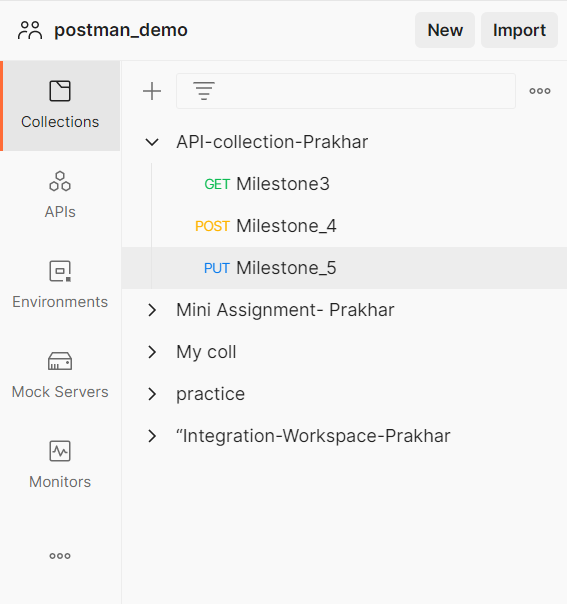 postman_demo
New
Import
Collections
APIs
Environments
Mock Servers
Monitors
API-collection-Prakhar
GET Milestone3
POST Milestone_4
PUT Milestone_5
Mini Assignment- Prakhar
My coll
practice
“Integration-Workspace-Prakhar